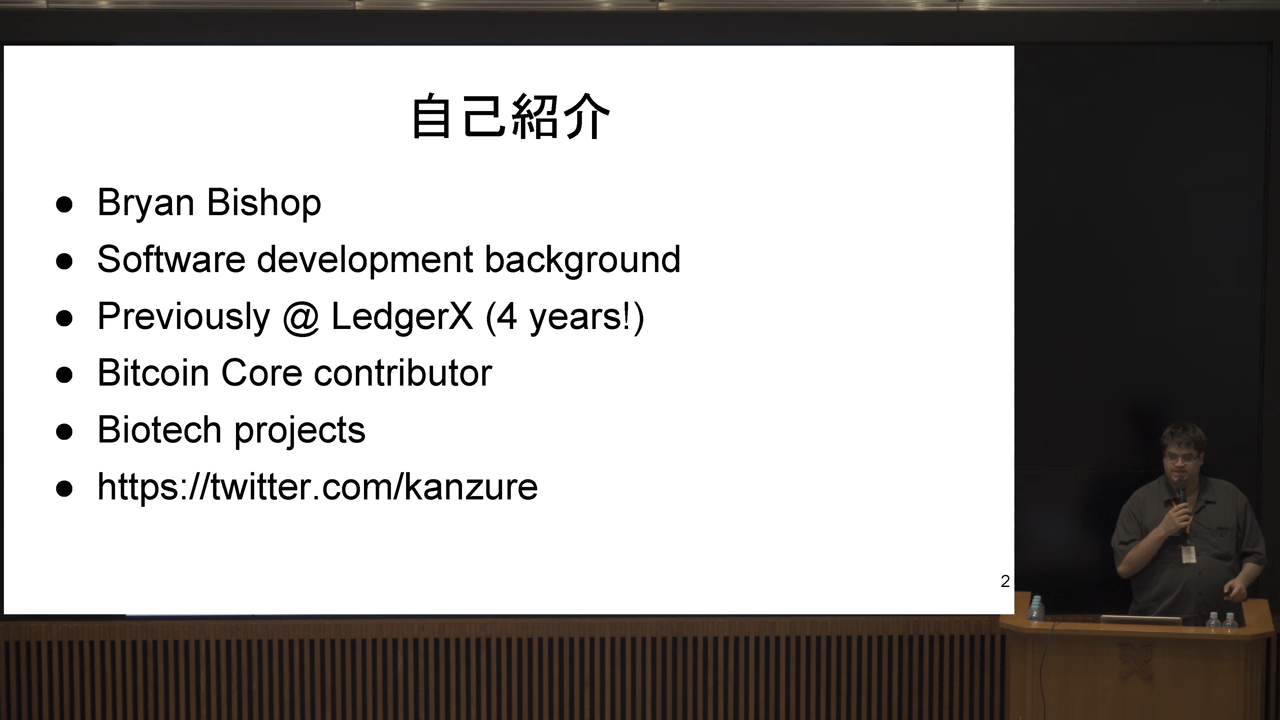 自己紹介
● Bryan Bishop
● Software development background
● Previously @ LedgerX (4 years!)
● Bitcoin Core contributor
● Biotech projects
● https://twitter.com/kanzure
2